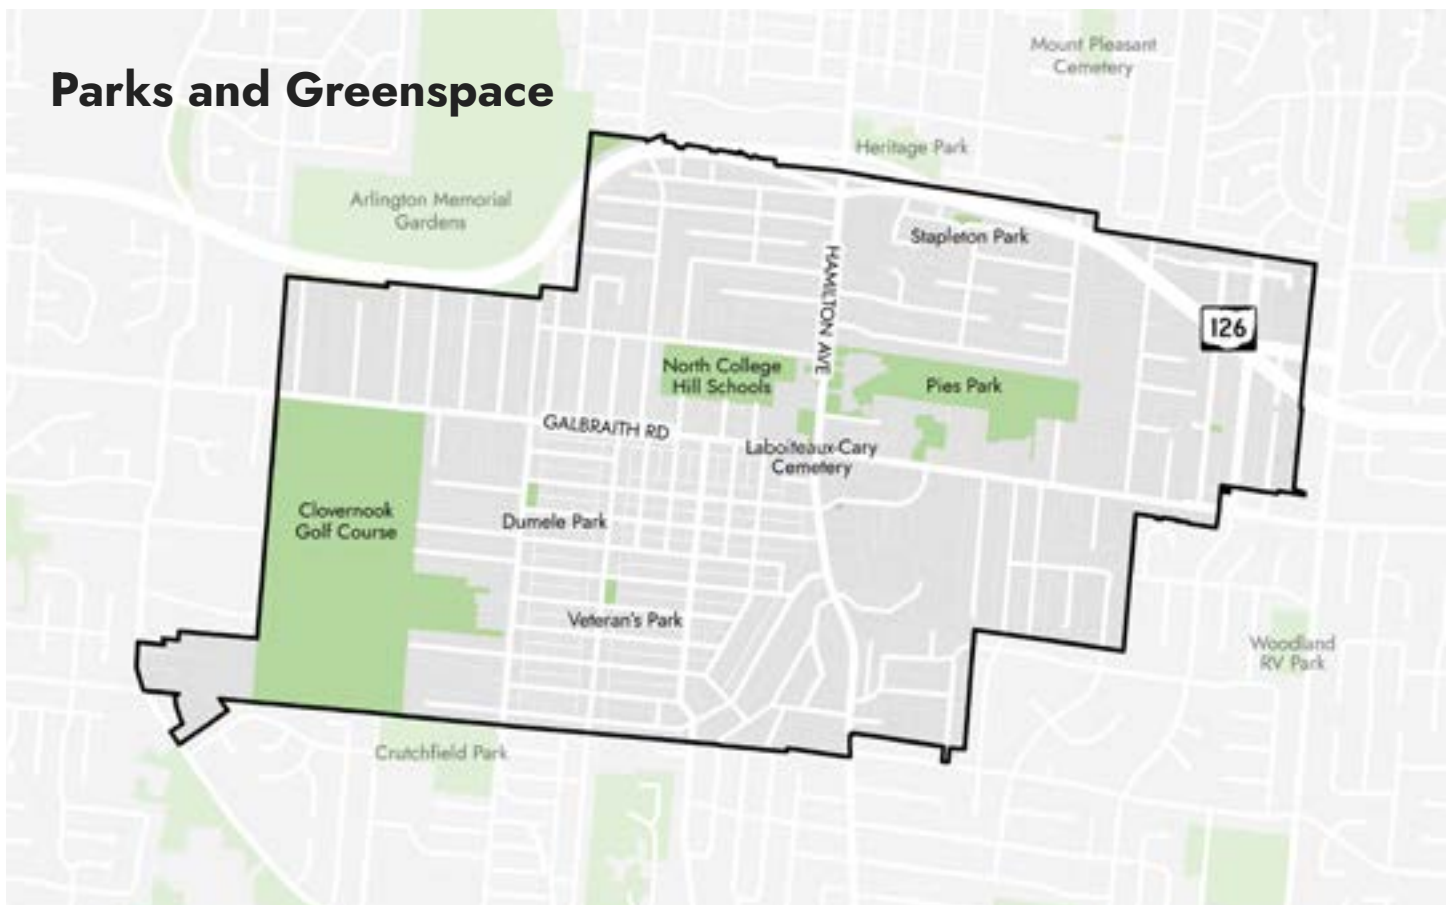 Parks and Greenspace
Mount Pleasant
Cemetery
Heritage Park
Arlington Memorial
Gardens
Stapleton Park
HAMILTON AVE
126
North College
Hill Schools
Pies Park
GALBRAITH RD
Laboiteaux-Cary
Cemetery
Clovernook
Golf Course
Dumele Park
Veteran's Park
Woodland
RV Park
Crutchfield Park